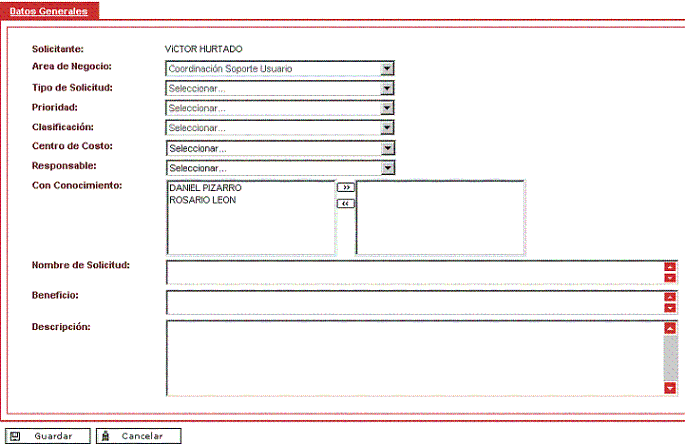 Datos Generales
Solicitante: VICTOR HURTADO
Area de Negocio: Coordinación Soporte Usuario
Tipo de Solicitud: Seleccionar...
Prioridad: Seleccionar...
Clasificación: Seleccionar...
Centro de Costo: Seleccionar...
Responsable: Seleccionar...
Con Conocimiento: DANIEL PIZARRO >>
ROSARIO LEON <<
Nombre de Solicitud:
Beneficio:
Descripción:
Guardar Cancelar